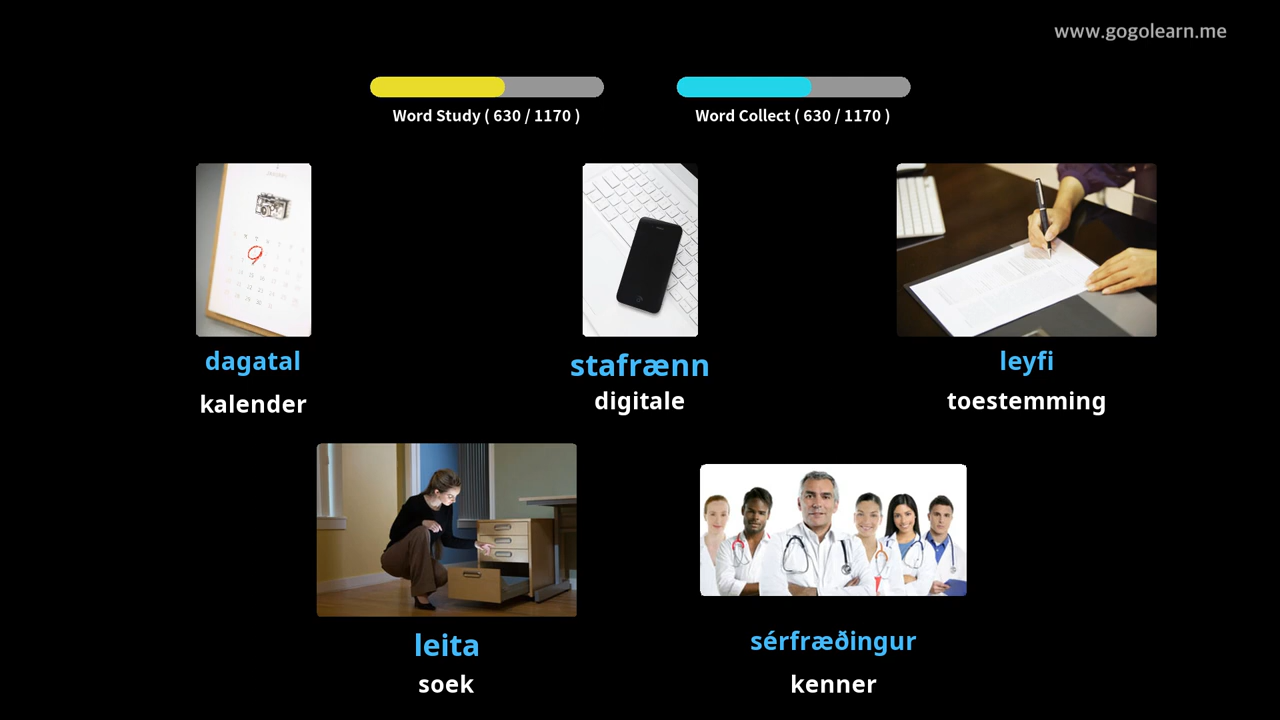 www.gogolearn.me
Word Study ( 630 / 1170 )
Word Collect ( 630 / 1170 )
dagatal
kalender
stafrænn
digitale
leyfi
toestemming
leita
soek
sérfræðingur
kenner